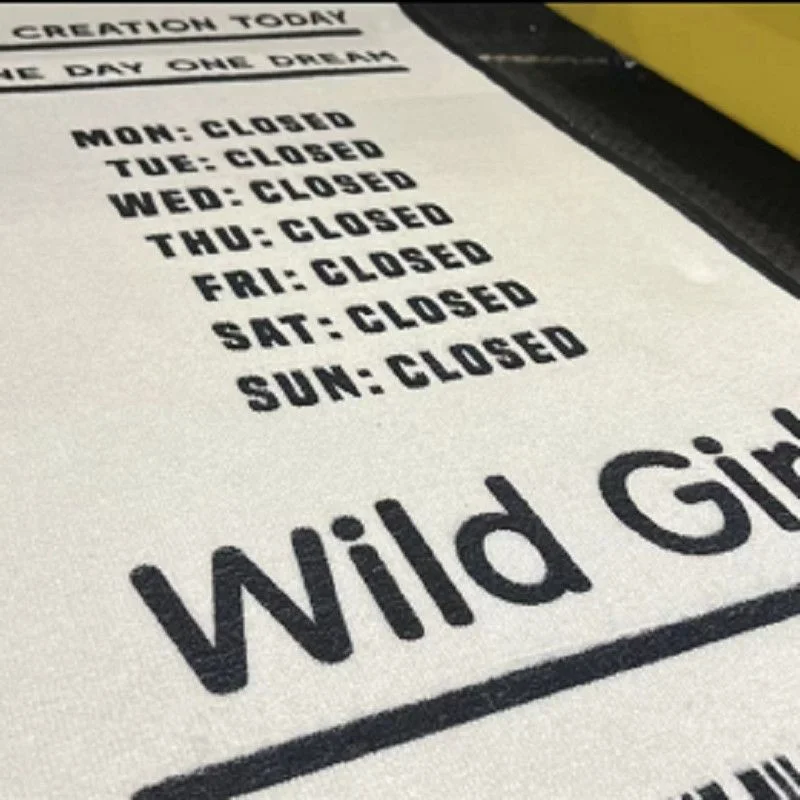 CREATION TODAY
ONE DAY ONE DREAM
MON: CLOSED
TUE: CLOSED
WED: CLOSED
THU: CLOSED
FRI: CLOSED
SAT: CLOSED
SUN: CLOSED
Wild Girl